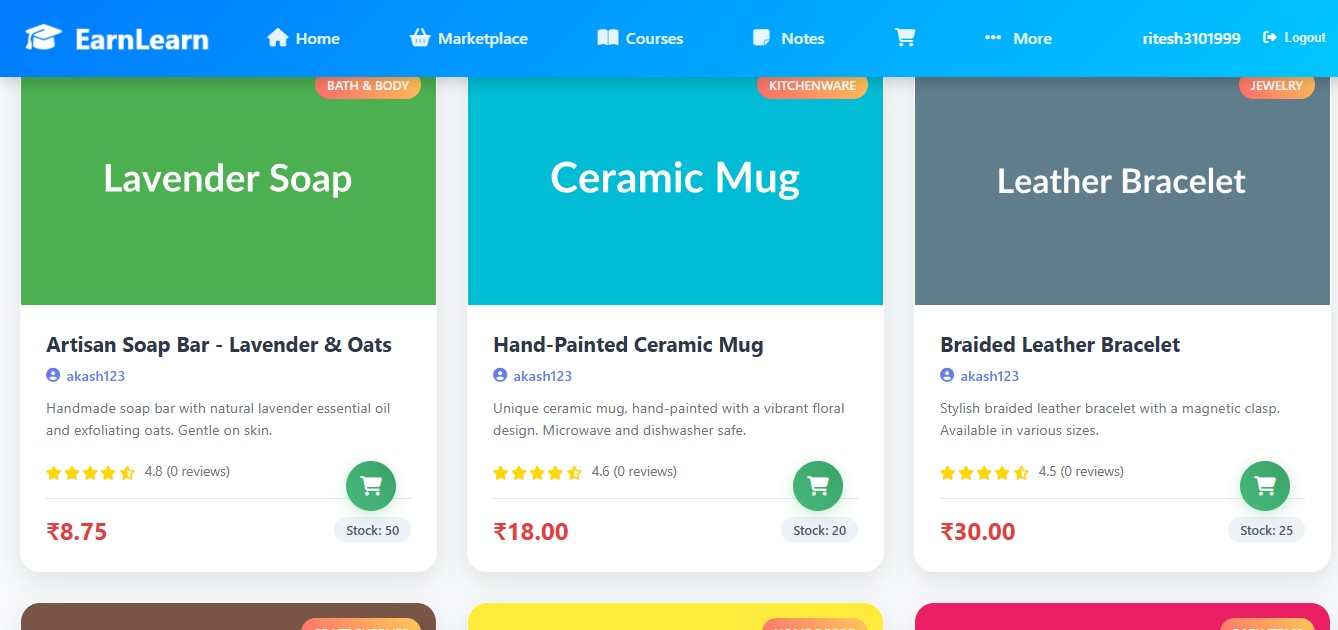 EarnLearn Home Marketplace Courses Notes More ritesh3101999 Logout
BATH & BODY KITCHENWARE JEWELRY
Lavender Soap Ceramic Mug Leather Bracelet
Artisan Soap Bar - Lavender & Oats
akash123
Handmade soap bar with natural lavender essential oil
and exfoliating oats. Gentle on skin.
4.8 (0 reviews)
₹8.75 Stock: 50
Hand-Painted Ceramic Mug
akash123
Unique ceramic mug, hand-painted with a vibrant floral
design. Microwave and dishwasher safe.
4.6 (0 reviews)
₹18.00 Stock: 20
Braided Leather Bracelet
akash123
Stylish braided leather bracelet with a magnetic clasp.
Available in various sizes.
4.5 (0 reviews)
₹30.00 Stock: 25